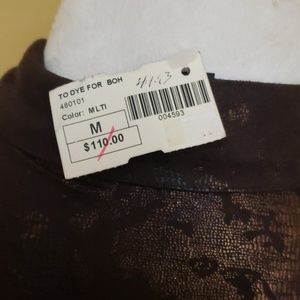 TO DYE FOR BOH
480101
Color: MLTI
M
$110.00
004593